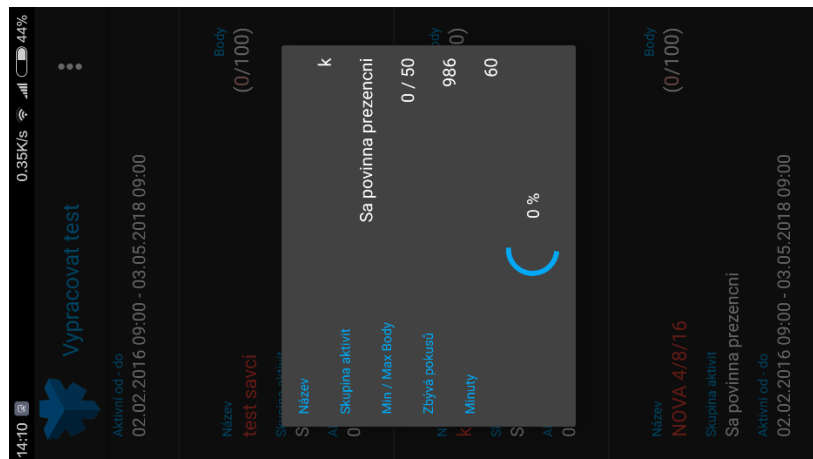 14:10 0.35K/s 44%
Vypracovat test
Aktivní od - do
02.02.2016 09:00 - 03.05.2018 09:00
Název Body
test savci (0/100)
Skupina aktivit
Název k
Skupina aktivit
Sa povinna prezencni
Min / Max Body 0 / 50
Zbývá pokusů 986
Minuty 60
0 %
Název Body
NOVA 4/8/16 (0/100)
Skupina aktivit
Sa povinna prezencni
Aktivní od - do
02.02.2016 09:00 - 03.05.2018 09:00